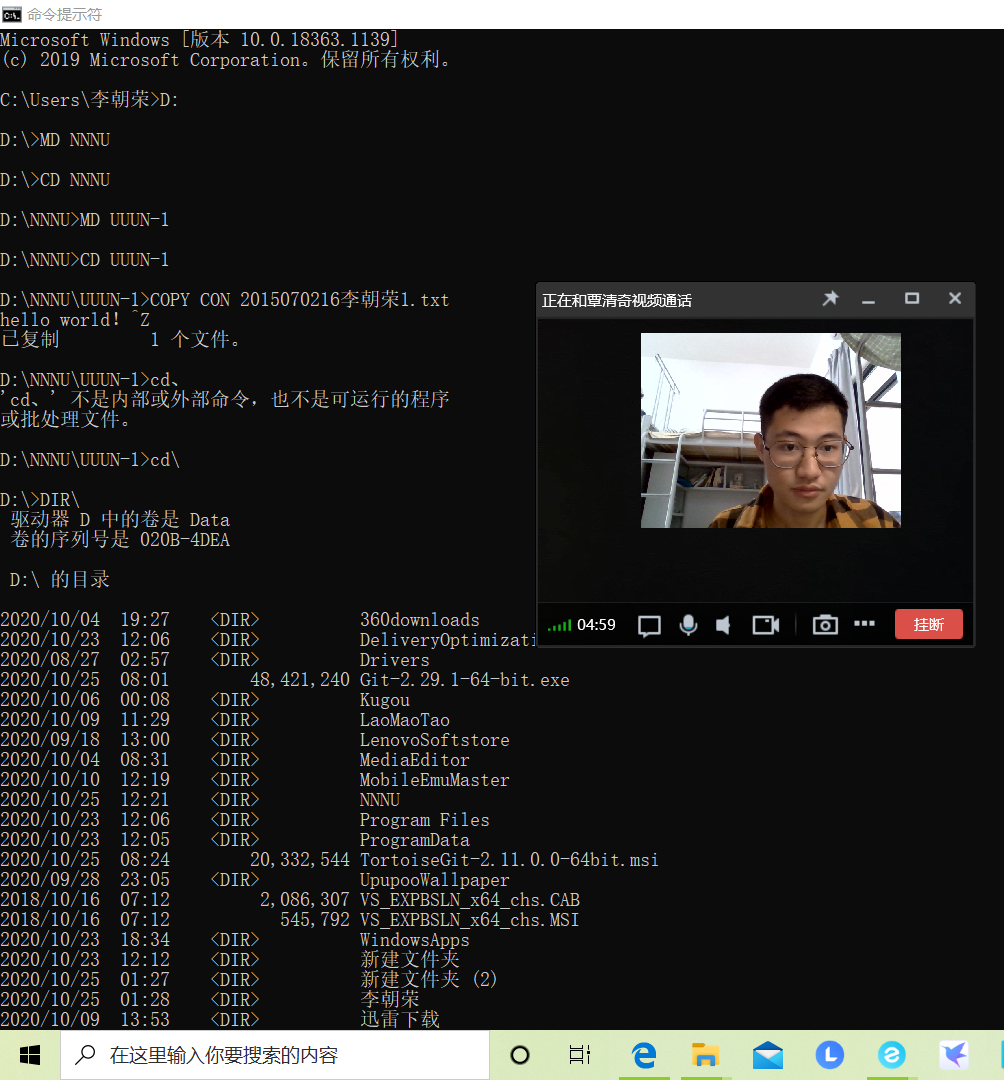 命令提示符
Microsoft Windows [版本 10.0.18363.1139]
(c) 2019 Microsoft Corporation。保留所有权利。
C:\Users\李朝荣>D:
D:\>MD NNNU
D:\>CD NNNU
D:\NNNU>MD UUUN-1
D:\NNNU>CD UUUN-1
D:\NNNU\UUUN-1>COPY CON 2015070216李朝荣1.txt
hello world！^Z
已复制         1 个文件。
D:\NNNU\UUUN-1>cd、
'cd、' 不是内部或外部命令，也不是可运行的程序
或批处理文件。
D:\NNNU\UUUN-1>cd\
D:\>DIR\
驱动器 D 中的卷是 Data
卷的序列号是 020B-4DEA
D:\ 的目录
2020/10/04  19:27    <DIR>          360downloads
2020/10/23  12:06    <DIR>          DeliveryOptimizati
2020/08/27  02:57    <DIR>          Drivers
2020/10/25  08:01        48,421,240 Git-2.29.1-64-bit.exe
2020/10/06  00:08    <DIR>          Kugou
2020/10/09  11:29    <DIR>          LaoMaoTao
2020/09/18  13:00    <DIR>          LenovoSoftstore
2020/10/04  08:31    <DIR>          MediaEditor
2020/10/10  12:19    <DIR>          MobileEmuMaster
2020/10/25  12:21    <DIR>          NNNU
2020/10/23  12:06    <DIR>          Program Files
2020/10/23  12:05    <DIR>          ProgramData
2020/10/25  08:24        20,332,544 TortoiseGit-2.11.0.0-64bit.msi
2020/09/28  23:05    <DIR>          UpupooWallpaper
2018/10/16  07:12         2,086,307 VS_EXPBSLN_x64_chs.CAB
2018/10/16  07:12           545,792 VS_EXPBSLN_x64_chs.MSI
2020/10/23  18:34    <DIR>          WindowsApps
2020/10/23  12:12    <DIR>          新建文件夹
2020/10/25  01:27    <DIR>          新建文件夹 (2)
2020/10/25  01:28    <DIR>          李朝荣
2020/10/09  13:53    <DIR>          迅雷下载
正在和覃清奇视频通话
04:59
挂断
在这里输入你要搜索的内容